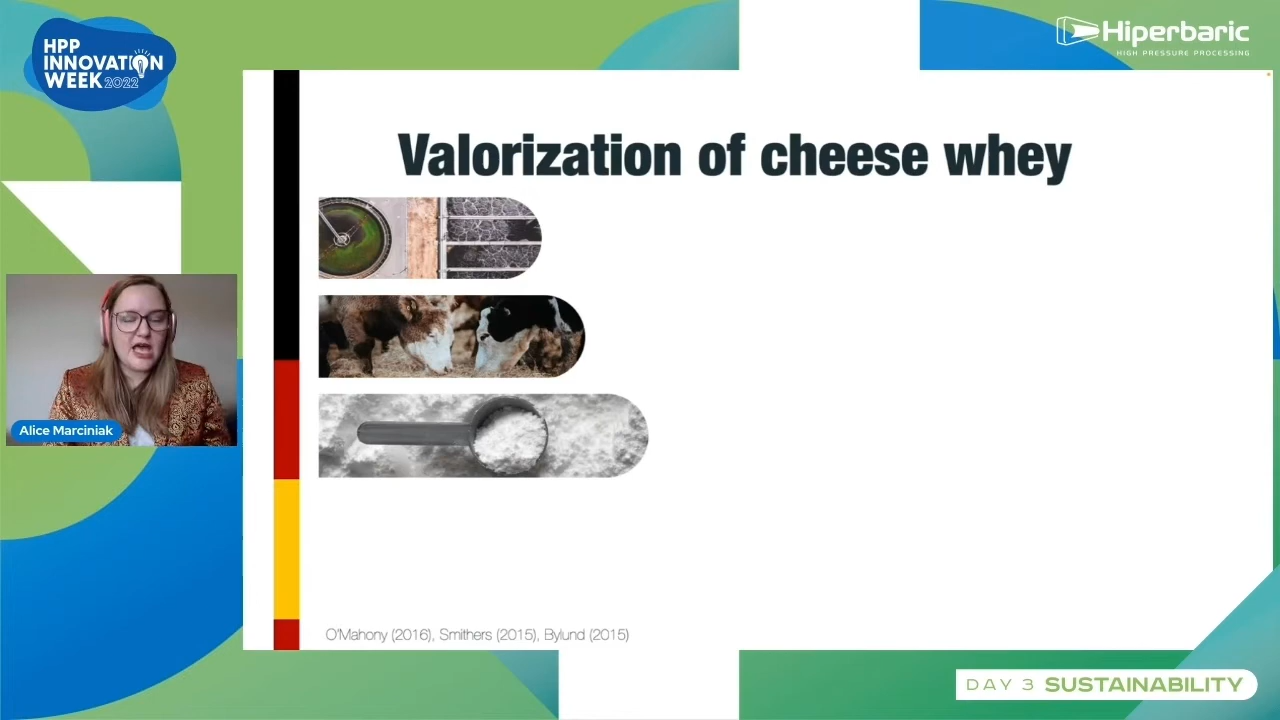 HPP
INNOVATION
WEEK 2022
Hiperbaric
HIGH PRESSURE PROCESSING
Valorization of cheese whey
Alice Marciniak
O'Mahony (2016), Smithers (2015), Bylund (2015)
DAY 3 SUSTAINABILITY